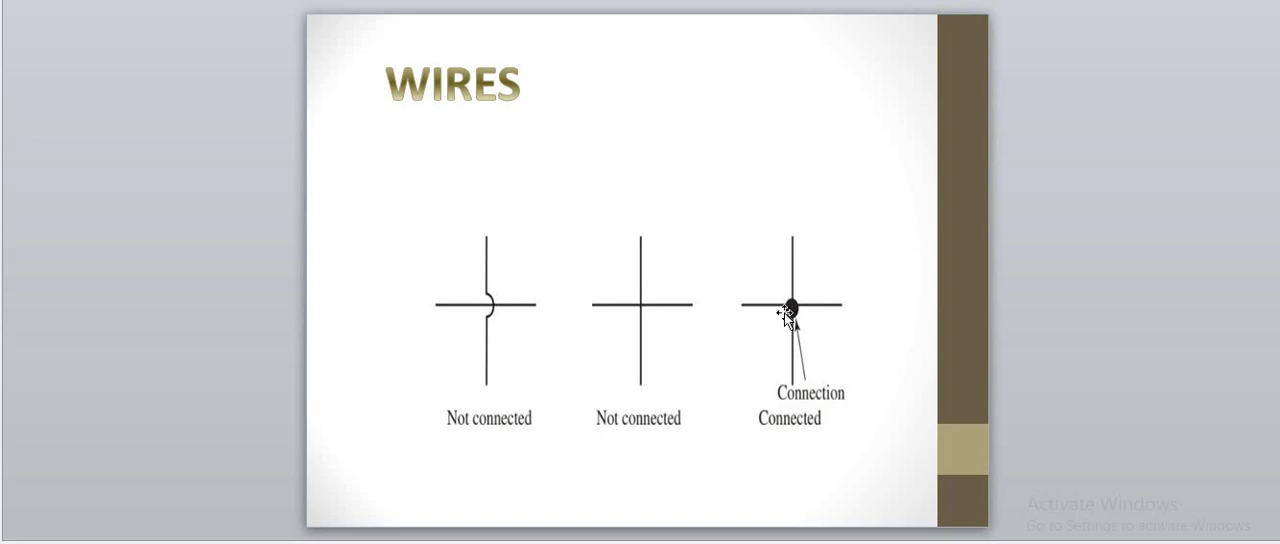 WIRES
Connection
Not connected
Not connected
Connected
Activate Windows
Go to Settings to activate Windows